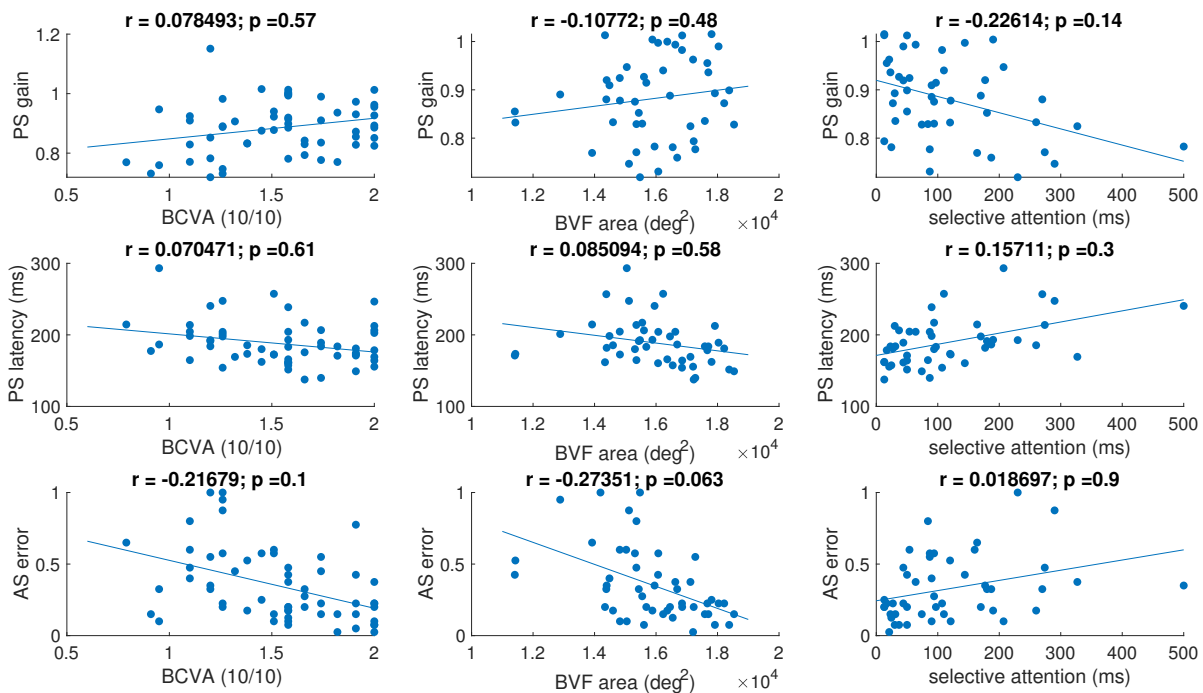 r = 0.078493; p =0.57
PS gain
1.2
1
0.8
0.5
1
1.5
2
BCVA (10/10)
r = -0.10772; p =0.48
PS gain
1
0.9
0.8
1
1.2
1.4
1.6
1.8
2
BVF area (deg²)
×10⁴
r = -0.22614; p =0.14
PS gain
1
0.9
0.8
0
100
200
300
400
500
selective attention (ms)
r = 0.070471; p =0.61
PS latency (ms)
300
200
100
0.5
1
1.5
2
BCVA (10/10)
r = 0.085094; p =0.58
PS latency (ms)
300
200
100
1
1.2
1.4
1.6
1.8
2
BVF area (deg²)
×10⁴
r = 0.15711; p =0.3
PS latency (ms)
300
200
100
0
100
200
300
400
500
selective attention (ms)
r = -0.21679; p =0.1
AS error
1
0.5
0
0.5
1
1.5
2
BCVA (10/10)
r = -0.27351; p =0.063
AS error
1
0.5
0
1
1.2
1.4
1.6
1.8
2
BVF area (deg²)
×10⁴
r = 0.018697; p =0.9
AS error
1
0.5
0
0
100
200
300
400
500
selective attention (ms)